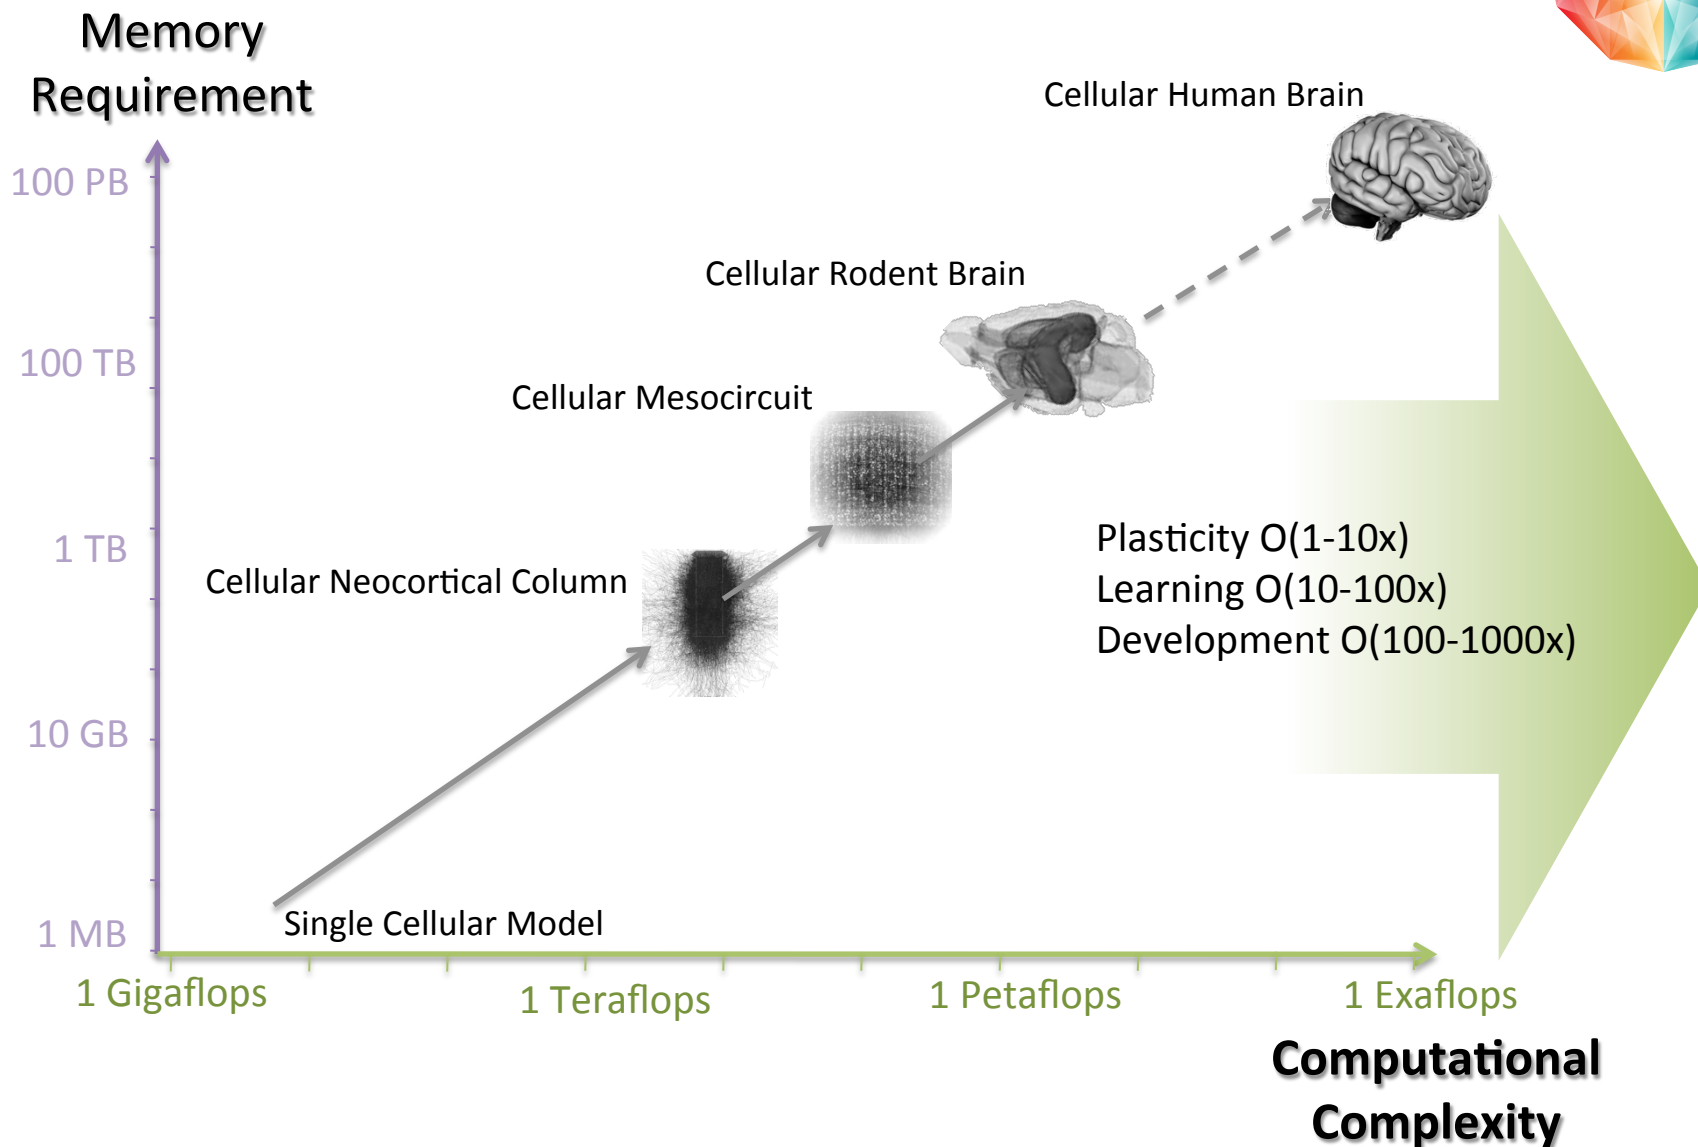 Memory
Requirement
Cellular Human Brain
100 PB
Cellular Rodent Brain
100 TB
Cellular Mesocircuit
1 TB
Cellular Neocortical Column
Plasticity O(1-10x)
Learning O(10-100x)
Development O(100-1000x)
10 GB
Single Cellular Model
1 MB
1 Gigaflops
1 Teraflops
1 Petaflops
1 Exaflops
Computational
Complexity